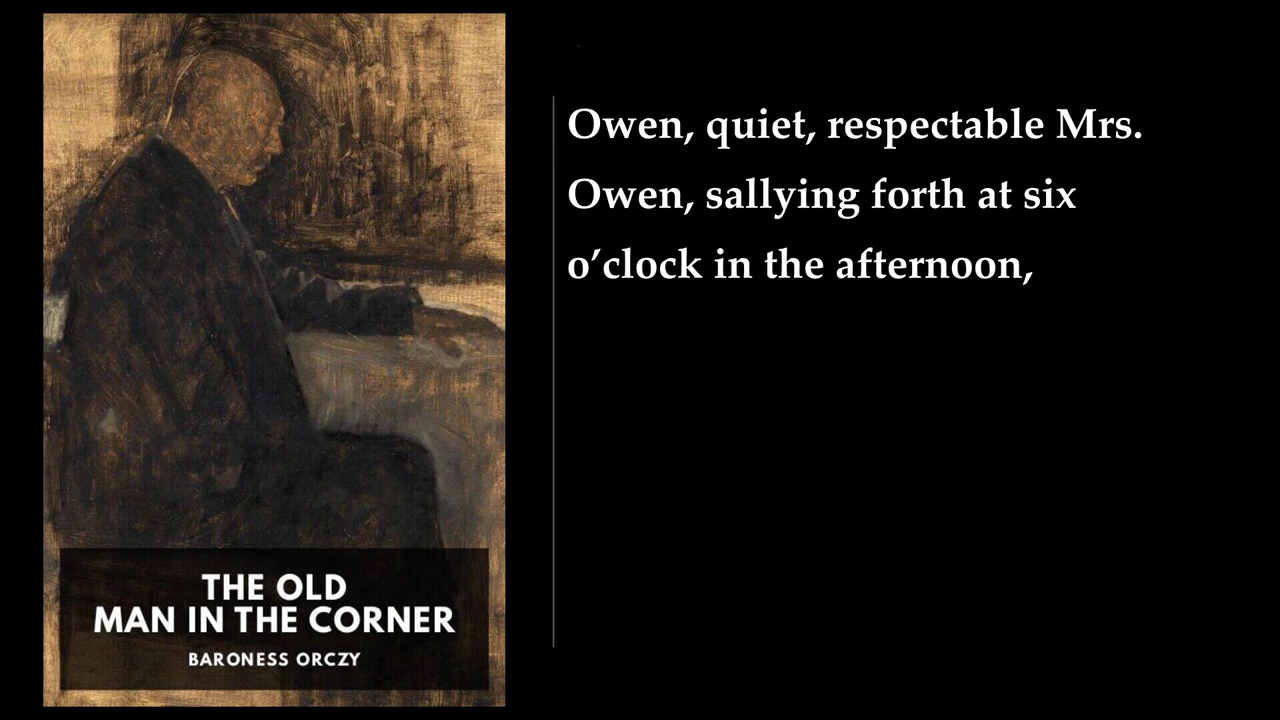 THE OLD
MAN IN THE CORNER
BARONESS ORCZY
Owen, quiet, respectable Mrs.
Owen, sallying forth at six
o’clock in the afternoon,